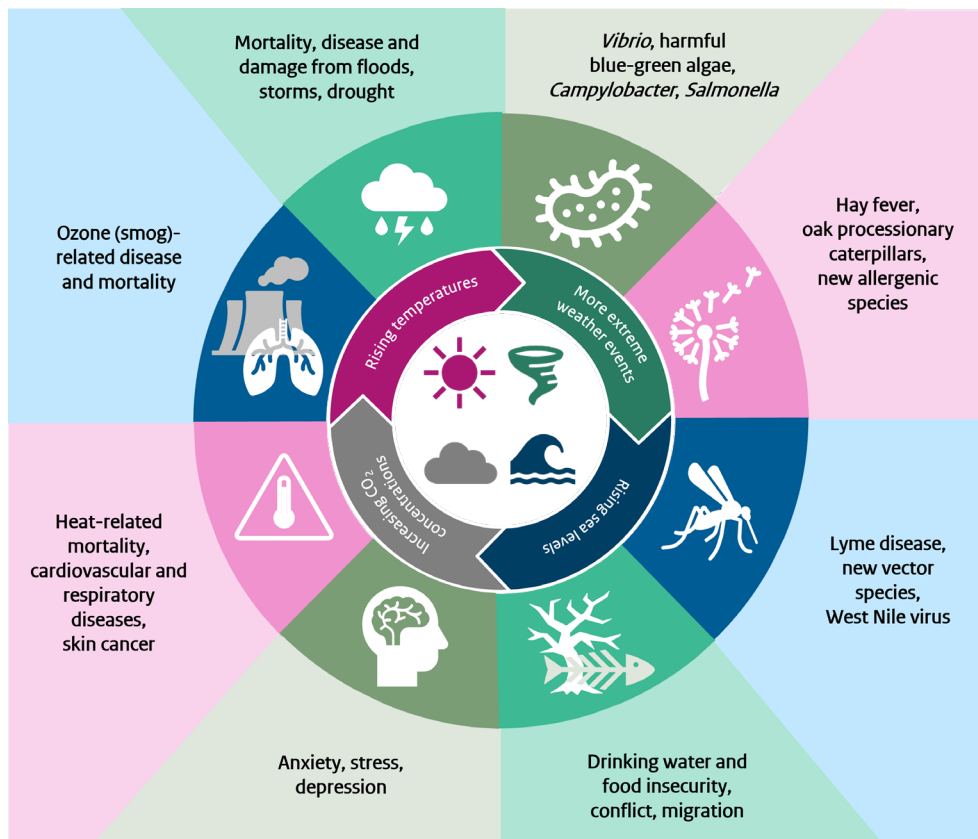 Mortality, disease and
damage from floods,
storms, drought
Vibrio, harmful
blue-green algae,
Campylobacter, Salmonella
Hay fever,
oak processionary
caterpillars,
new allergenic
species
Lyme disease,
new vector
species,
West Nile virus
Drinking water and
food insecurity,
conflict, migration
Anxiety, stress,
depression
Heat-related
mortality,
cardiovascular and
respiratory
diseases,
skin cancer
Ozone (smog)-
related disease
and mortality
Rising temperatures
More extreme
weather events
Rising sea levels
Increasing CO₂
concentrations